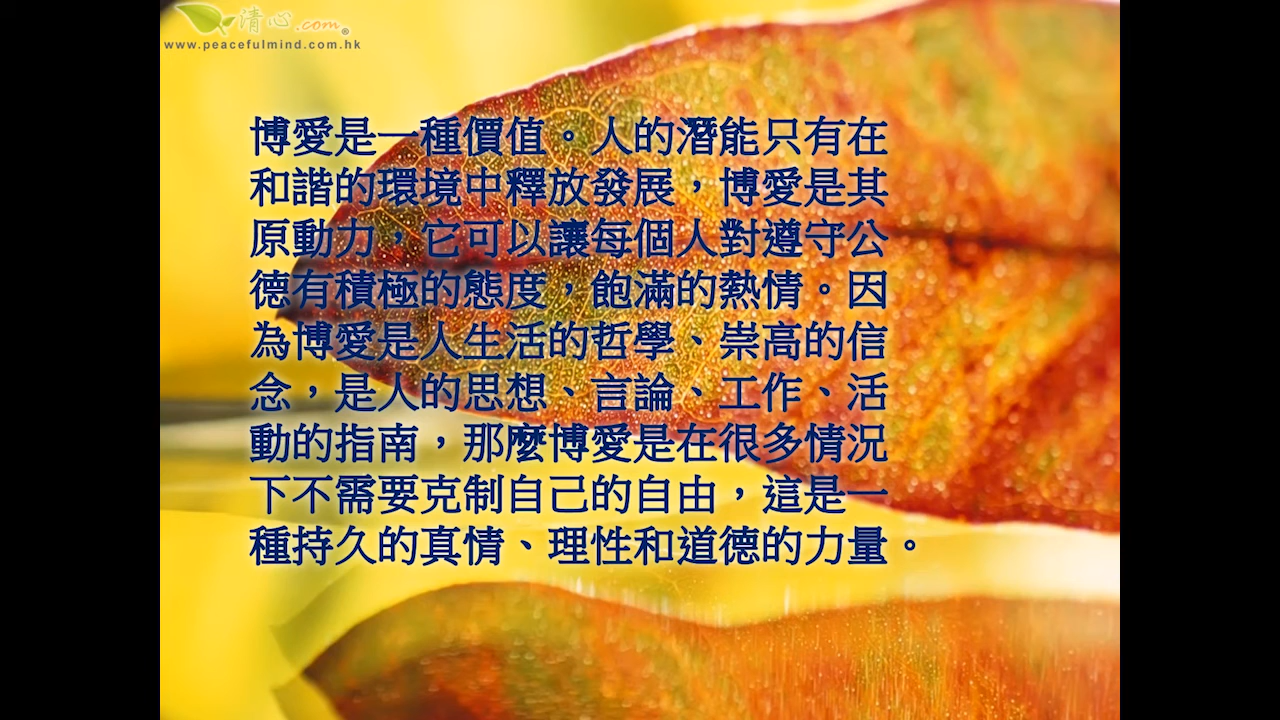 清心.com®
www.peacefulmind.com.hk
博愛是一種價值。人的潛能只有在
和諧的環境中釋放發展，博愛是其
原動力，它可以讓每個人對遵守公
德有積極的態度，飽滿的熱情。因
為博愛是人生活的哲學、崇高的信
念，是人的思想、言論、工作、活
動的指南，那麼博愛是在很多情況
下不需要克制自己的自由，這是一
種持久的真情、理性和道德的力量。